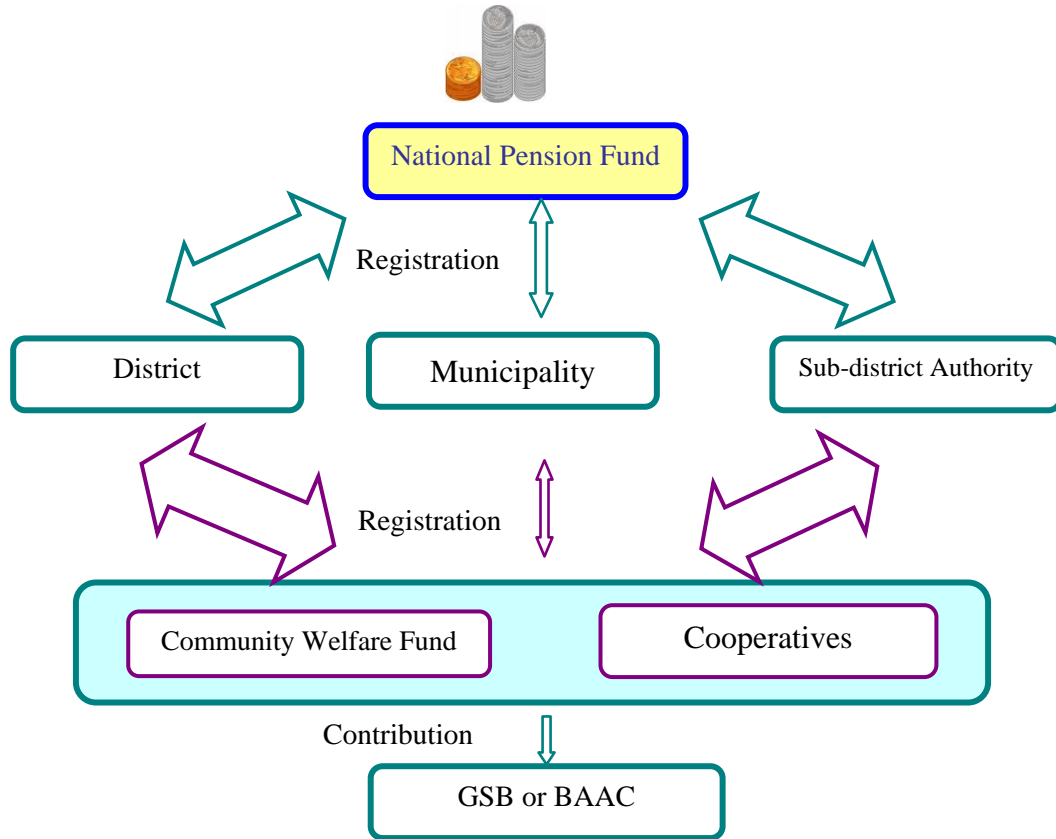 National Pension Fund
Registration
District
Municipality
Sub-district Authority
Registration
Community Welfare Fund
Cooperatives
Contribution
GSB or BAAC